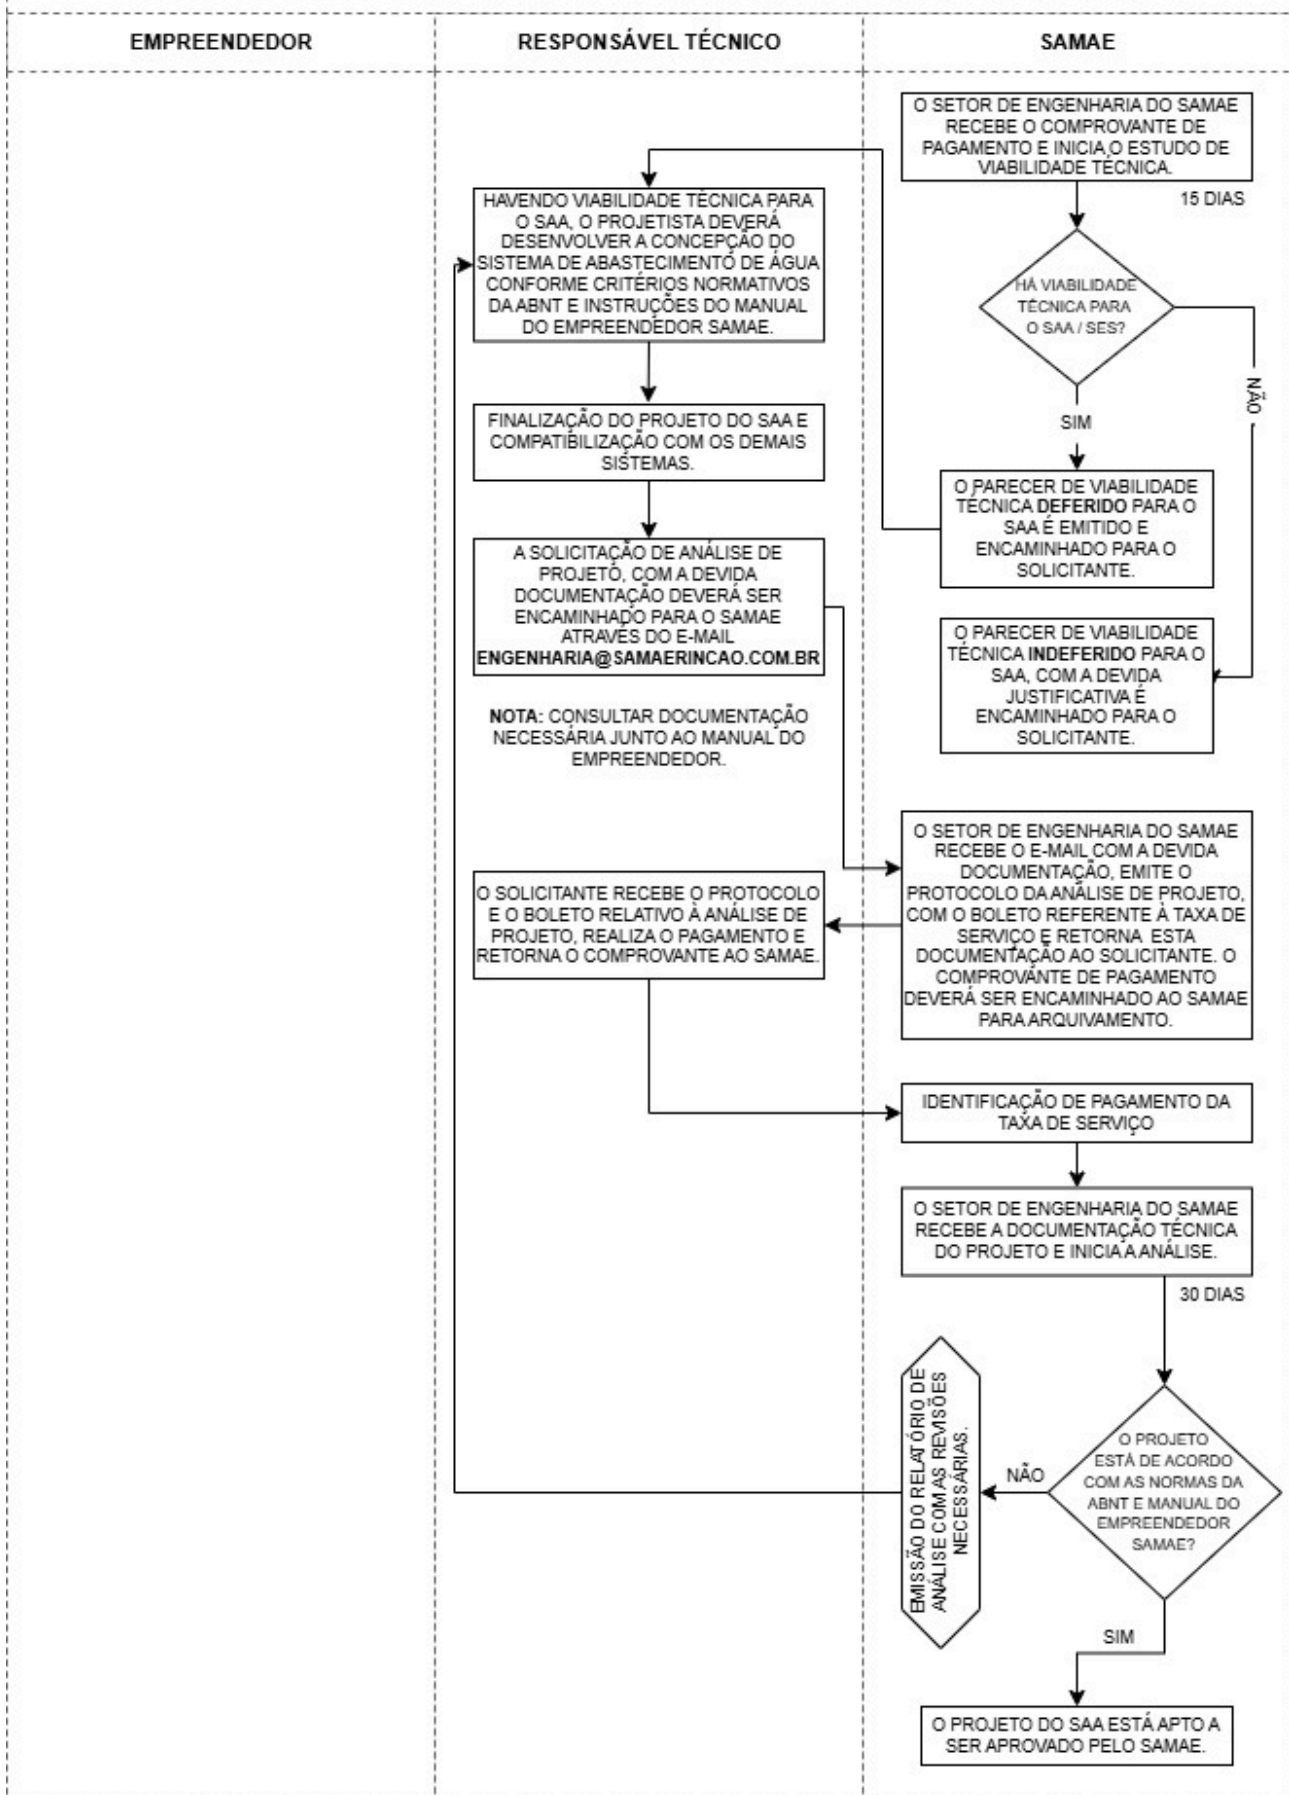 EMPREENDEDOR
RESPONSÁVEL TÉCNICO
SAMAE
O SETOR DE ENGENHARIA DO SAMAE
RECEBE O COMPROVANTE DE
PAGAMENTO E INICIA O ESTUDO DE
VIABILIDADE TÉCNICA.
15 DIAS
HÁ VIABILIDADE
TÉCNICA PARA
O SAA / SES?
NÃO
SIM
O PARECER DE VIABILIDADE
TÉCNICA DEFERIDO PARA O
SAA É EMITIDO E
ENCAMINHADO PARA O
SOLICITANTE.
O PARECER DE VIABILIDADE
TÉCNICA INDEFERIDO PARA O
SAA, COM A DEVIDA
JUSTIFICATIVA É
ENCAMINHADO PARA O
SOLICITANTE.
HAVENDO VIABILIDADE TÉCNICA PARA
O SAA, O PROJETISTA DEVERÁ
DESENVOLVER A CONCEPÇÃO DO
SISTEMA DE ABASTECIMENTO DE ÁGUA
CONFORME CRITÉRIOS NORMATIVOS
DA ABNT E INSTRUÇÕES DO MANUAL
DO EMPREENDEDOR SAMAE.
FINALIZAÇÃO DO PROJETO DO SAA E
COMPATIBILIZAÇÃO COM OS DEMAIS
SISTEMAS.
A SOLICITAÇÃO DE ANÁLISE DE
PROJETO, COM A DEVIDA
DOCUMENTAÇÃO DEVERÁ SER
ENCAMINHADO PARA O SAMAE
ATRAVÉS DO E-MAIL
ENGENHARIA@SAMAERINCAO.COM.BR
NOTA: CONSULTAR DOCUMENTAÇÃO
NECESSÁRIA JUNTO AO MANUAL DO
EMPREENDEDOR.
O SETOR DE ENGENHARIA DO SAMAE
RECEBE O E-MAIL COM A DEVIDA
DOCUMENTAÇÃO, EMITE O
PROTOCOLO DA ANÁLISE DE PROJETO,
COM O BOLETO REFERENTE À TAXA DE
SERVIÇO E RETORNA ESTA
DOCUMENTAÇÃO AO SOLICITANTE. O
COMPROVANTE DE PAGAMENTO
DEVERÁ SER ENCAMINHADO AO SAMAE
PARA ARQUIVAMENTO.
O SOLICITANTE RECEBE O PROTOCOLO
E O BOLETO RELATIVO À ANÁLISE DE
PROJETO, REALIZA O PAGAMENTO E
RETORNA O COMPROVANTE AO SAMAE.
IDENTIFICAÇÃO DE PAGAMENTO DA
TAXA DE SERVIÇO
O SETOR DE ENGENHARIA DO SAMAE
RECEBE A DOCUMENTAÇÃO TÉCNICA
DO PROJETO E INICIA A ANÁLISE.
30 DIAS
O PROJETO
ESTÁ DE ACORDO
COM AS NORMAS DA
ABNT E MANUAL DO
EMPREENDEDOR
SAMAE?
NÃO
EMISSÃO DO RELATÓRIO DE
ANÁLISE COM AS REVISÕES
NECESSÁRIAS.
SIM
O PROJETO DO SAA ESTÁ APTO A
SER APROVADO PELO SAMAE.